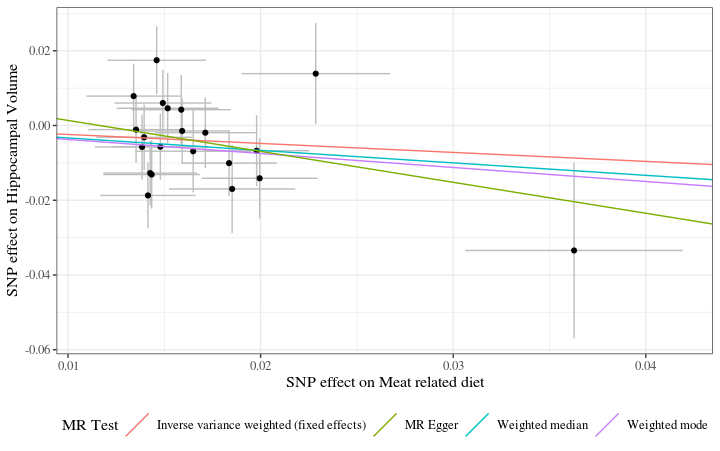 SNP effect on Hippocampal Volume
0.02
0.00
-0.02
-0.04
-0.06
0.01 0.02 0.03 0.04
SNP effect on Meat related diet
MR Test Inverse variance weighted (fixed effects) MR Egger Weighted median Weighted mode